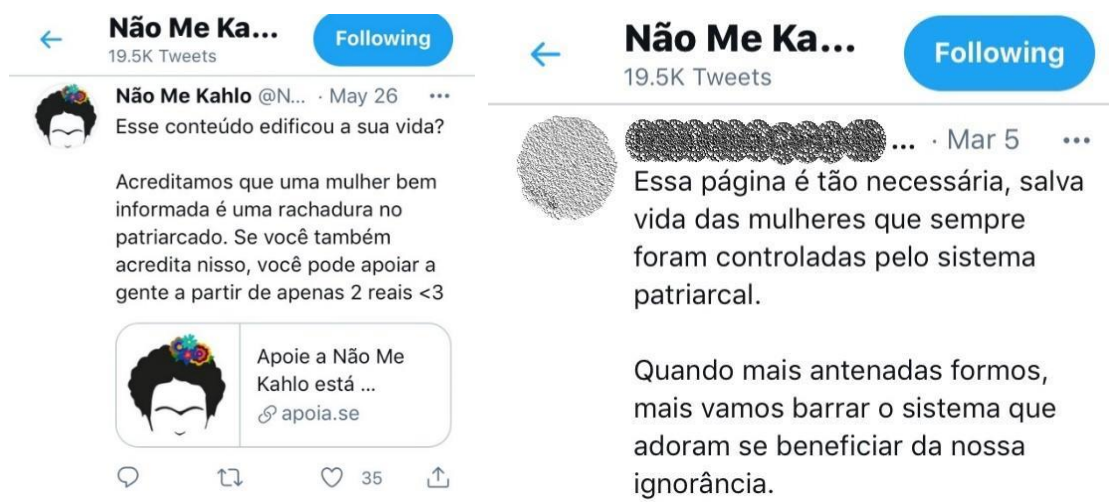 Não Me Ka...
19.5K Tweets
Following
Não Me Kahlo @N... · May 26
Esse conteúdo edificou a sua vida?
Acreditamos que uma mulher bem
informada é uma rachadura no
patriarcado. Se você também
acredita nisso, você pode apoiar a
gente a partir de apenas 2 reais <3
Apoie a Não Me
Kahlo está ...
apoia.se
35
Não Me Ka...
19.5K Tweets
Following
... · Mar 5
Essa página é tão necessária, salva
vida das mulheres que sempre
foram controladas pelo sistema
patriarcal.
Quando mais antenadas formos,
mais vamos barrar o sistema que
adoram se beneficiar da nossa
ignorância.